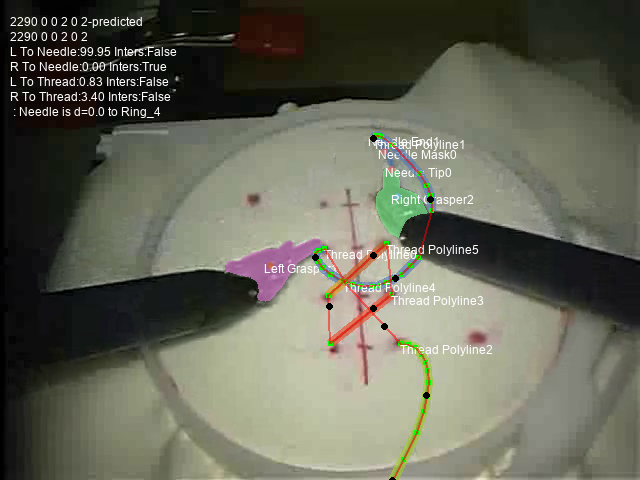 2290 0 0 2 0 2-predicted
2290 0 0 2 0 2
L To Needle:99.95 Inters:False
R To Needle:0.00 Inters:True
L To Thread:0.83 Inters:False
R To Thread:3.40 Inters:False
: Needle is d=0.0 to Ring_4
Thread Polyline1
Needle Mask0
Needle Tip0
Right Grasper2
Thread Polyline5
Left Grasp
Thread Polyline4
Thread Polyline3
Thread Polyline2